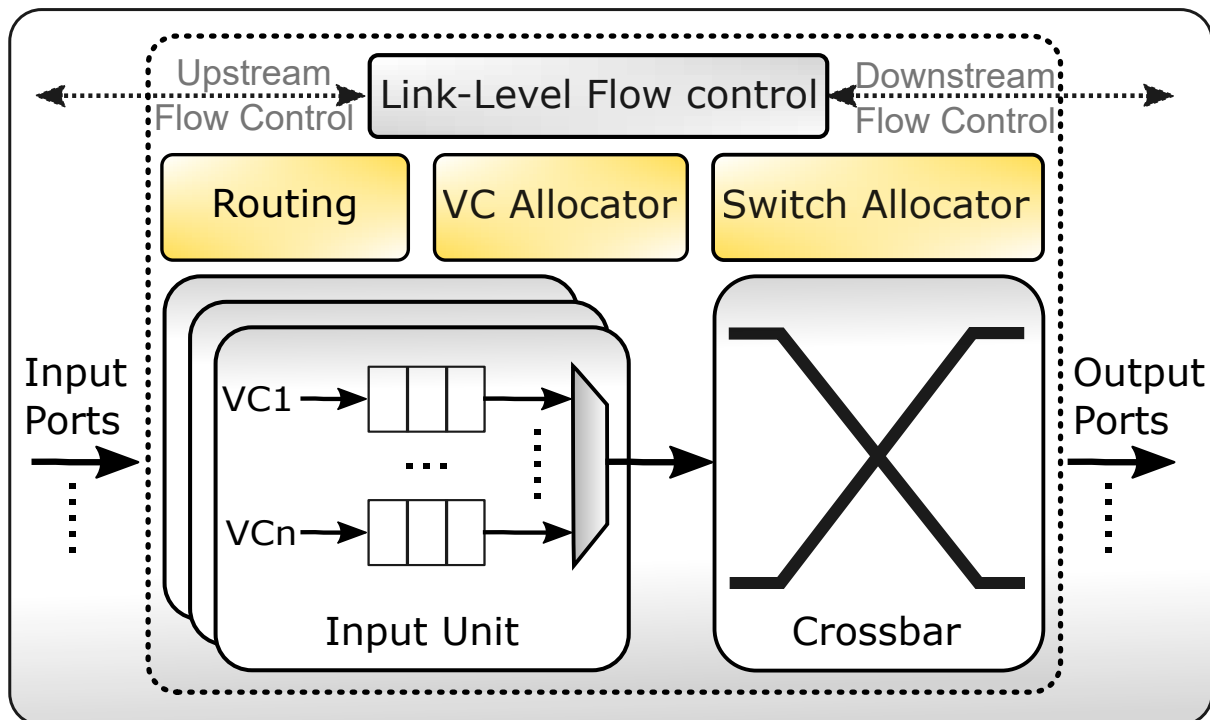 Upstream
Flow Control
Link-Level Flow control
Downstream
Flow Control
Routing
VC Allocator
Switch Allocator
Input
Ports
VC1
...
VCn
Input Unit
Crossbar
Output
Ports